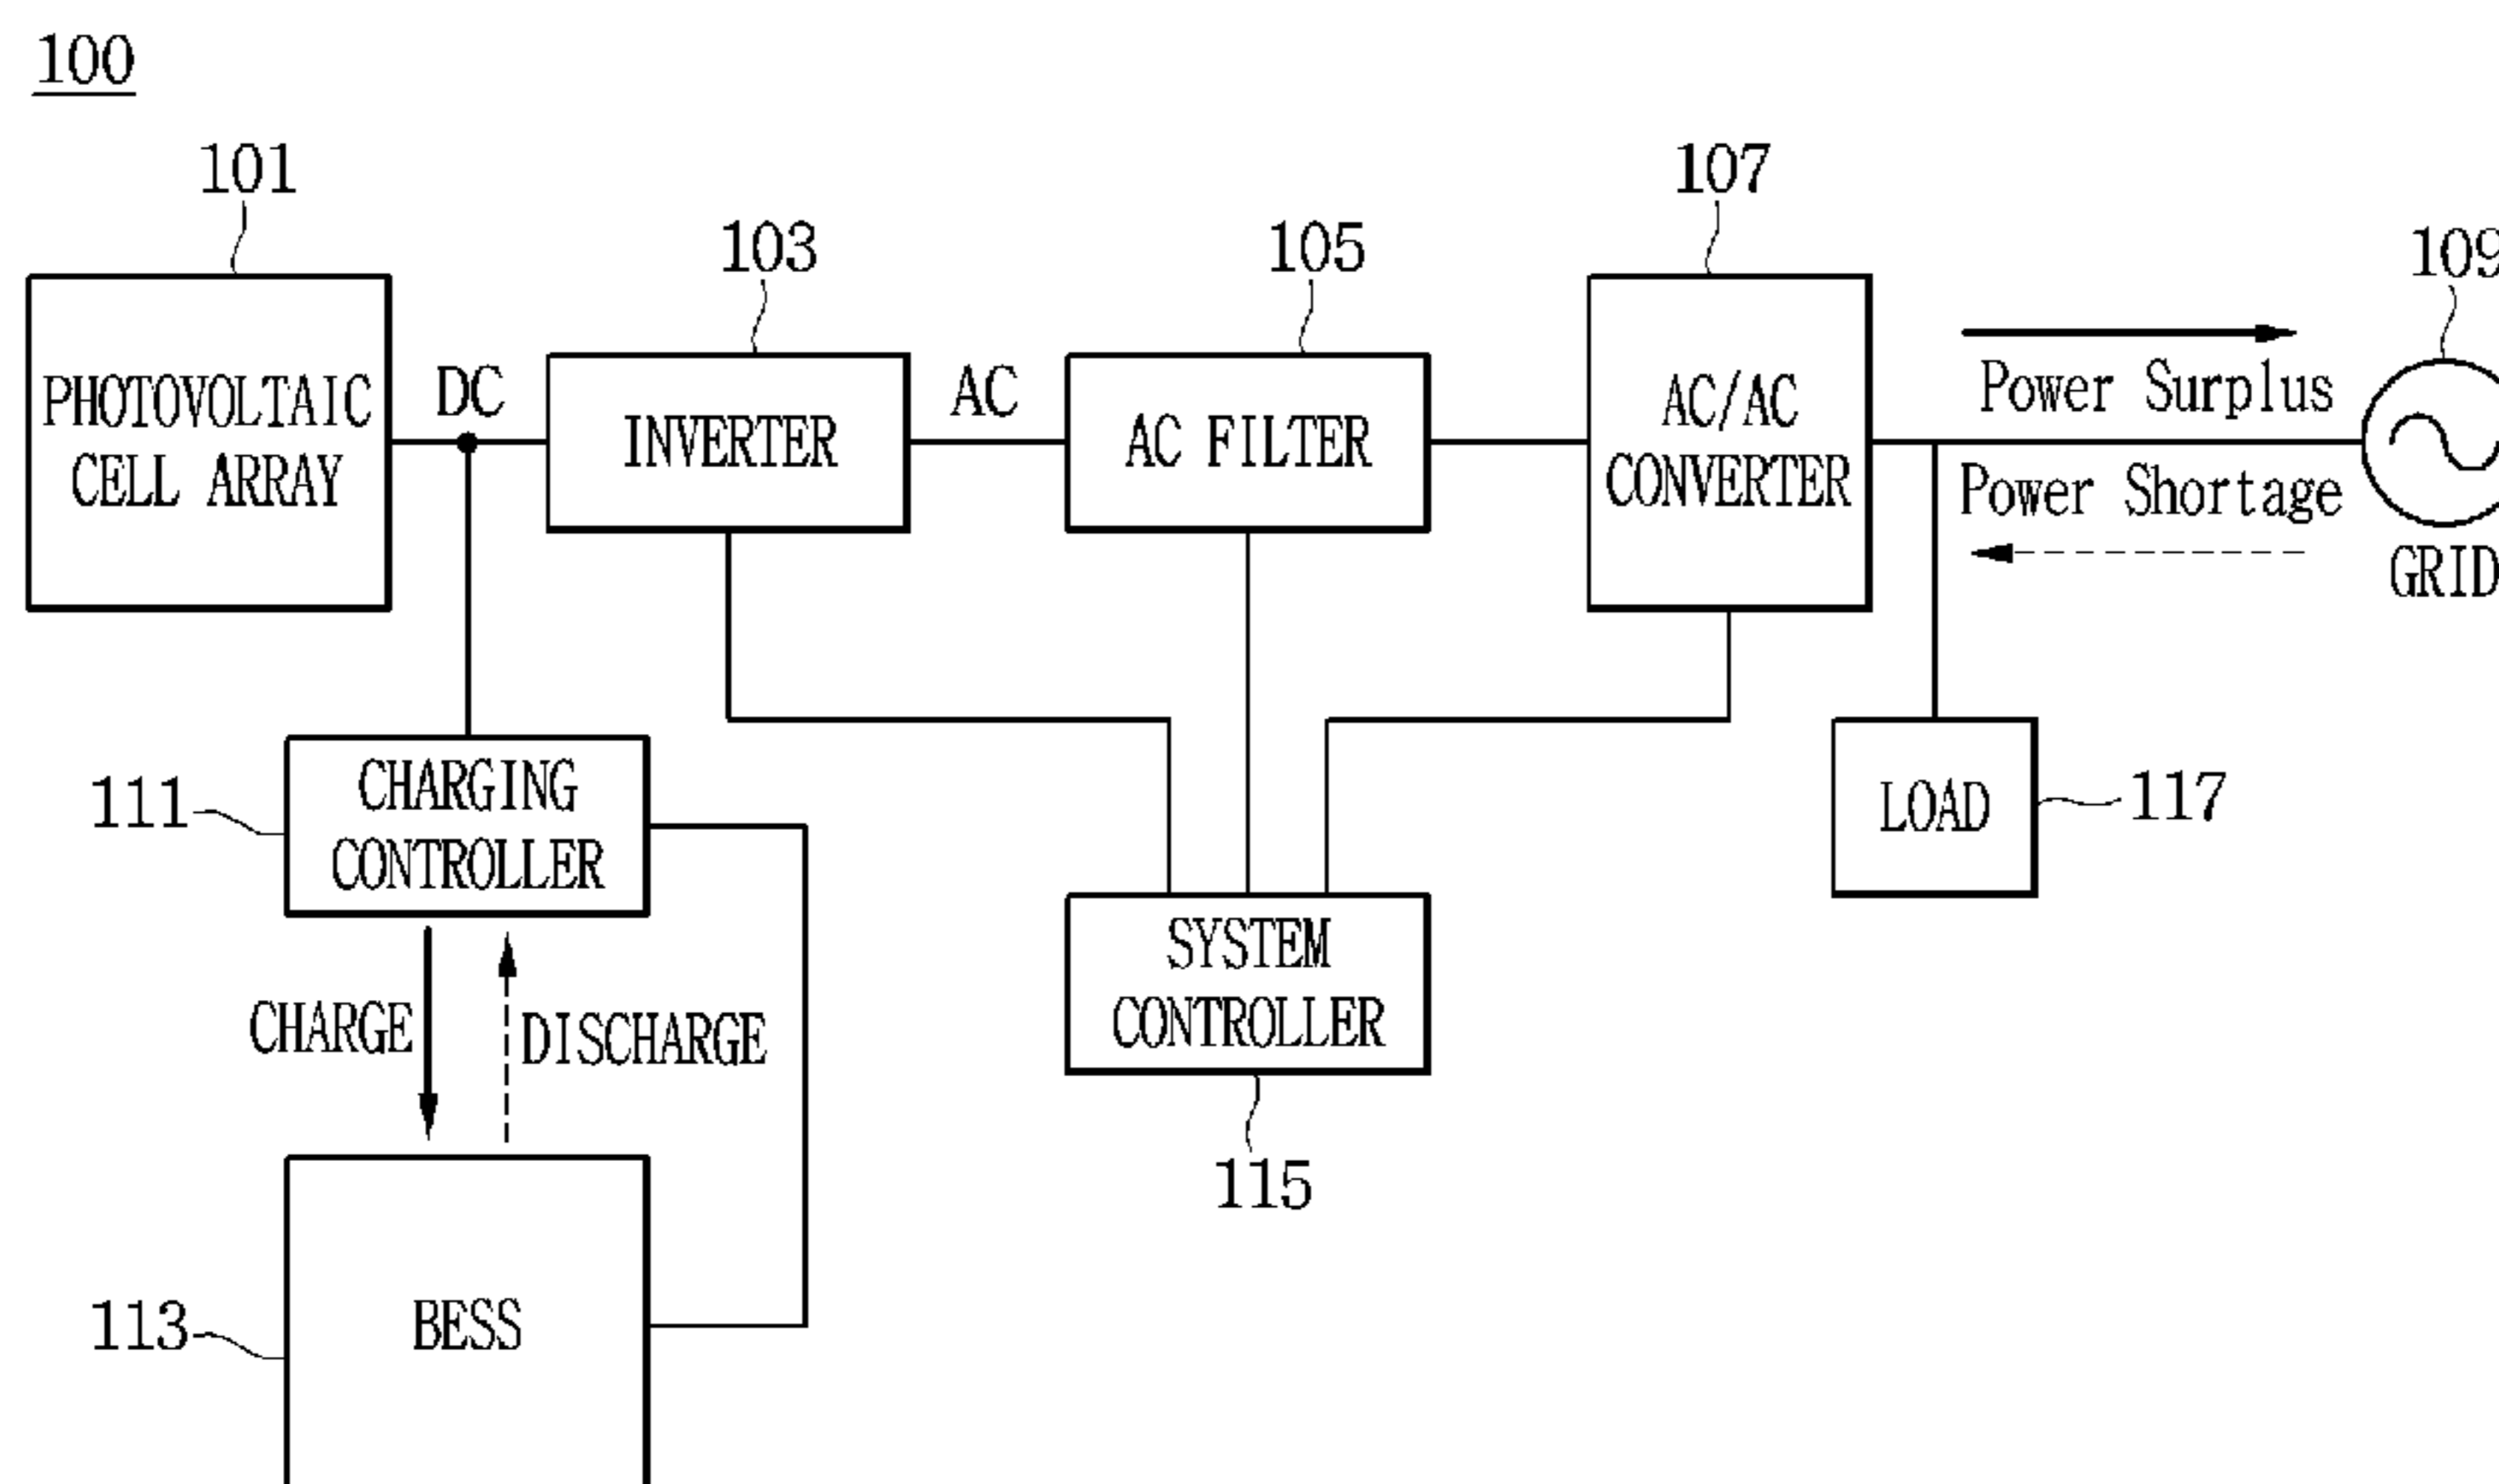 100
101
103
105
107
109
PHOTOVOLTAIC
CELL ARRAY
DC
INVERTER
AC
AC FILTER
AC/AC
CONVERTER
Power Surplus
Power Shortage
GRID
111
CHARGING
CONTROLLER
LOAD
117
CHARGE
DISCHARGE
SYSTEM
CONTROLLER
115
113
BESS